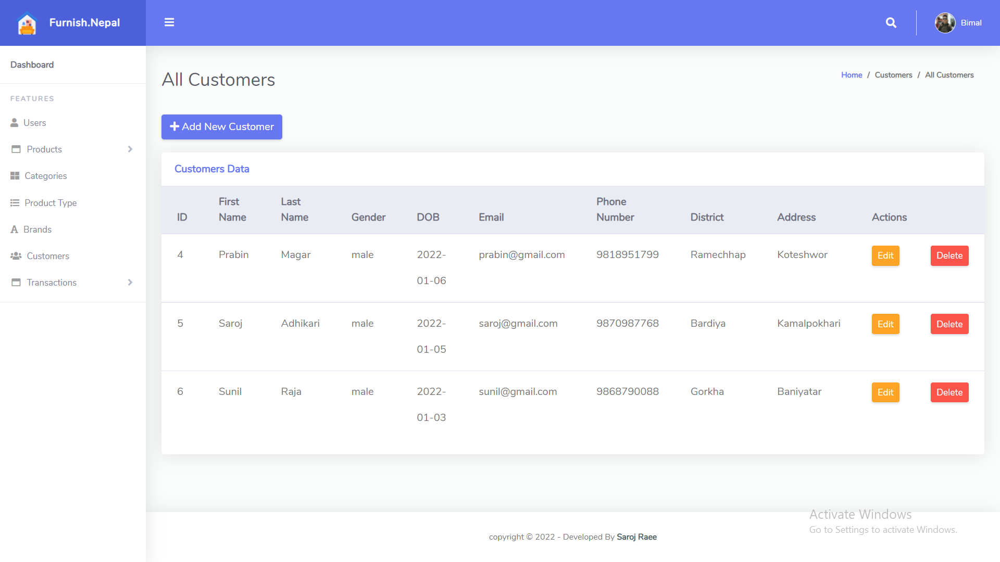 Furnish.Nepal
Bimal
Dashboard
FEATURES
Users
Products
Categories
Product Type
Brands
Customers
Transactions
All Customers
Home / Customers / All Customers
Add New Customer
Customers Data
ID First Name Last Name Gender DOB Email Phone Number District Address Actions
4 Prabin Magar male 2022-01-06 prabin@gmail.com 9818951799 Ramechhap Koteshwor Edit Delete
5 Saroj Adhikari male 2022-01-05 saroj@gmail.com 9870987768 Bardiya Kamalpokhari Edit Delete
6 Sunil Raja male 2022-01-03 sunil@gmail.com 9868790088 Gorkha Baniyatar Edit Delete
Activate Windows
Go to Settings to activate Windows.
copyright © 2022 - Developed By Saroj Raee